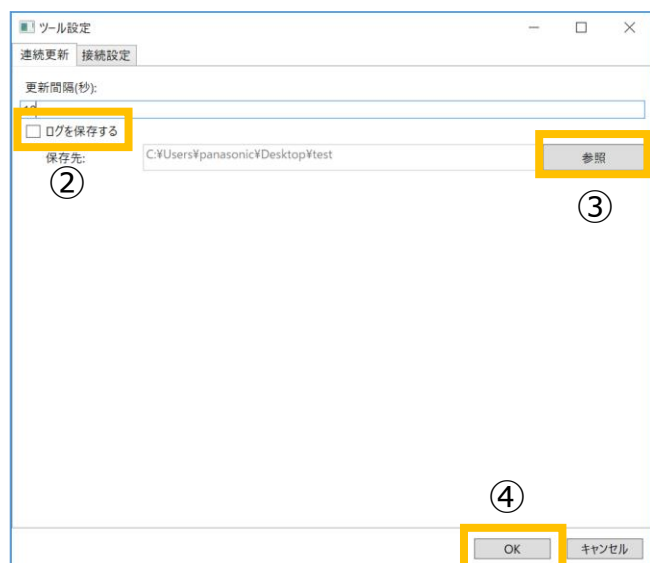 ツール設定
連続更新 接続設定
更新間隔(秒):
ログを保存する
保存先: C:¥Users¥panasonic¥Desktop¥test 参照
②
③
④
OK キャンセル